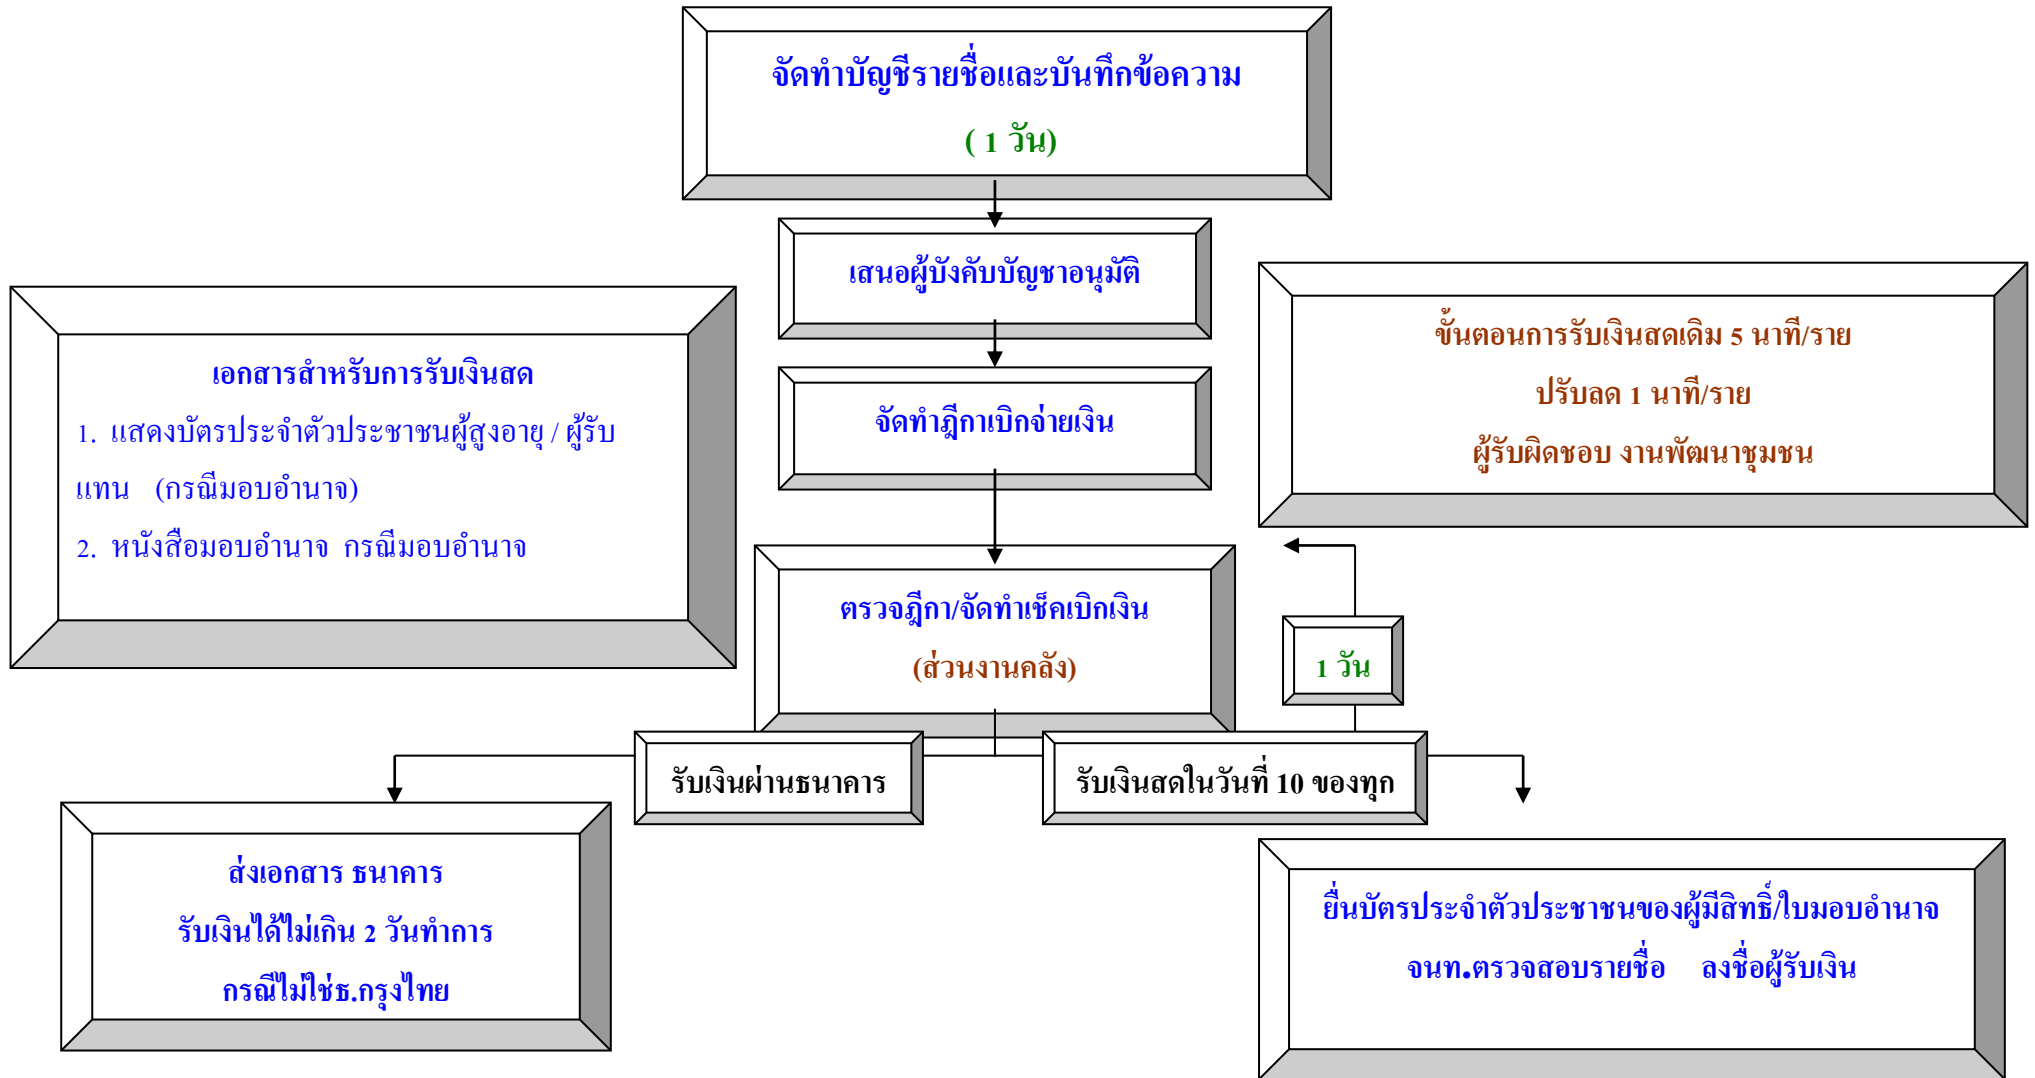 จัดทำบัญชีรายชื่อและบันทึกข้อความ
( 1 วัน)
เสนอผู้บังคับบัญชาอนุมัติ
เอกสารสำหรับการรับเงินสด
1. แสดงบัตรประจำตัวประชาชนผู้สูงอายุ / ผู้รับ
แทน (กรณีมอบอำนาจ)
2. หนังสือมอบอำนาจ กรณีมอบอำนาจ
จัดทำฎีกาเบิกจ่ายเงิน
ขั้นตอนการรับเงินสดเดิม 5 นาที/ราย
ปรับลด 1 นาที/ราย
ผู้รับผิดชอบ งานพัฒนาชุมชน
ตรวจฎีกา/จัดทำเช็คเบิกเงิน
(ส่วนงานคลัง)
1 วัน
รับเงินผ่านธนาคาร
รับเงินสดในวันที่ 10 ของทุก
ส่งเอกสาร ธนาคาร
รับเงินได้ไม่เกิน 2 วันทำการ
กรณีไม่ใช่ธ.กรุงไทย
ยื่นบัตรประจำตัวประชาชนของผู้มีสิทธิ์/ใบมอบอำนาจ
จนท.ตรวจสอบรายชื่อ ลงชื่อผู้รับเงิน